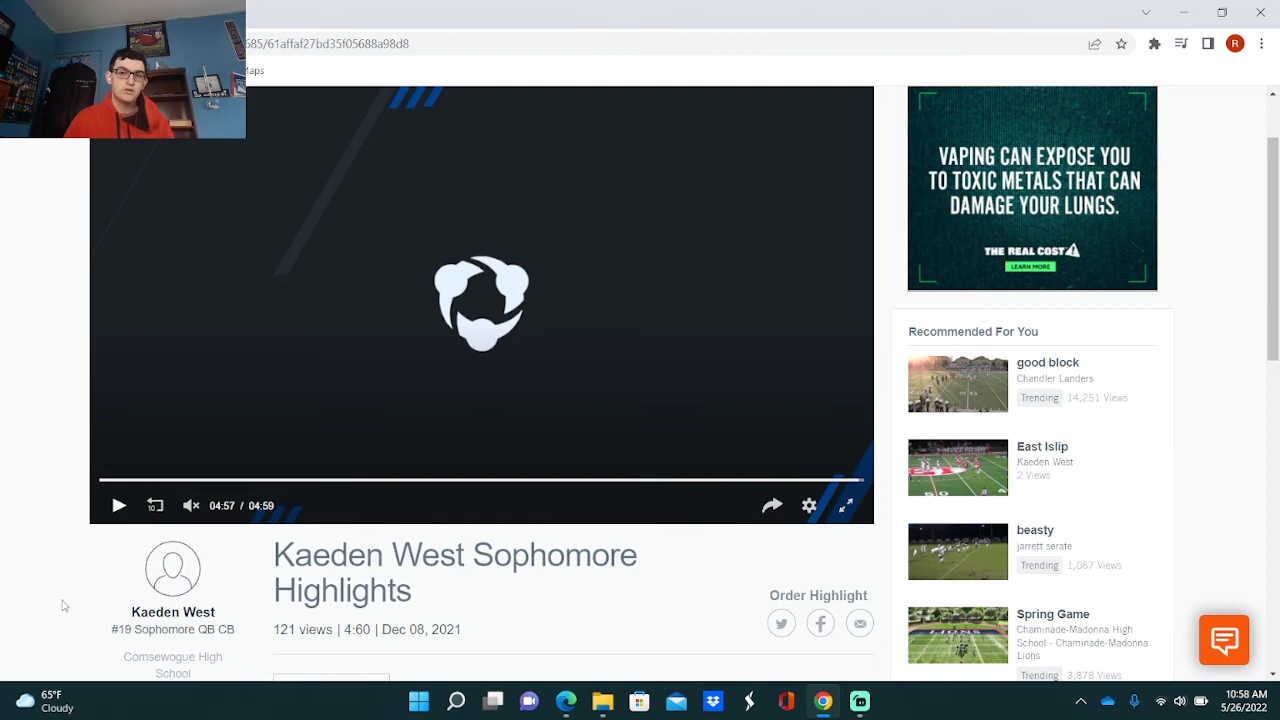 685/61affaf27bd35f05688a98d8
R
Maps
VAPING CAN EXPOSE YOU
TO TOXIC METALS THAT CAN
DAMAGE YOUR LUNGS.
THE REAL COST
LEARN MORE
10
04:57 / 04:59
Kaeden West
#19 Sophomore QB CB
Comsewogue High
School
Kaeden West Sophomore
Highlights
121 views | 4:60 | Dec 08, 2021
Order Highlight
Recommended For You
good block
Chandler Landers
Trending 14,251 Views
East Islip
Kaeden West
2 Views
beasty
jarrett serate
Trending 1,067 Views
LIONS
Spring Game
Chaminade-Madonna High
School - Chaminade-Madonna
Lions
Trending 3,878 Views
65°F
Cloudy
10:58 AM
5/26/2022